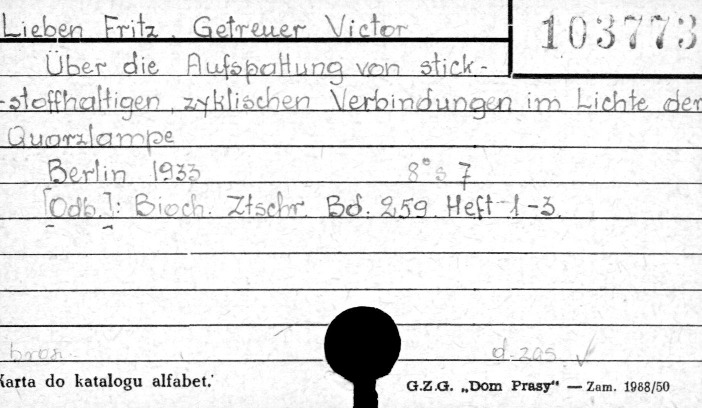 Lieben Fritz, Getreuer Victor
103773
Über die Aufspaltung von stick-
-stoffhaltigen, zyklischen Verbindungen im Lichte der
Quarzlampe
Berlin 1933 8° s 7
[Odb.]: Bioch. Ztschr. Bd. 259. Heft 1-3.
brosz.
d-205 √
Karta do katalogu alfabet.
G.Z.G. „Dom Prasy" — Zam. 1988/50